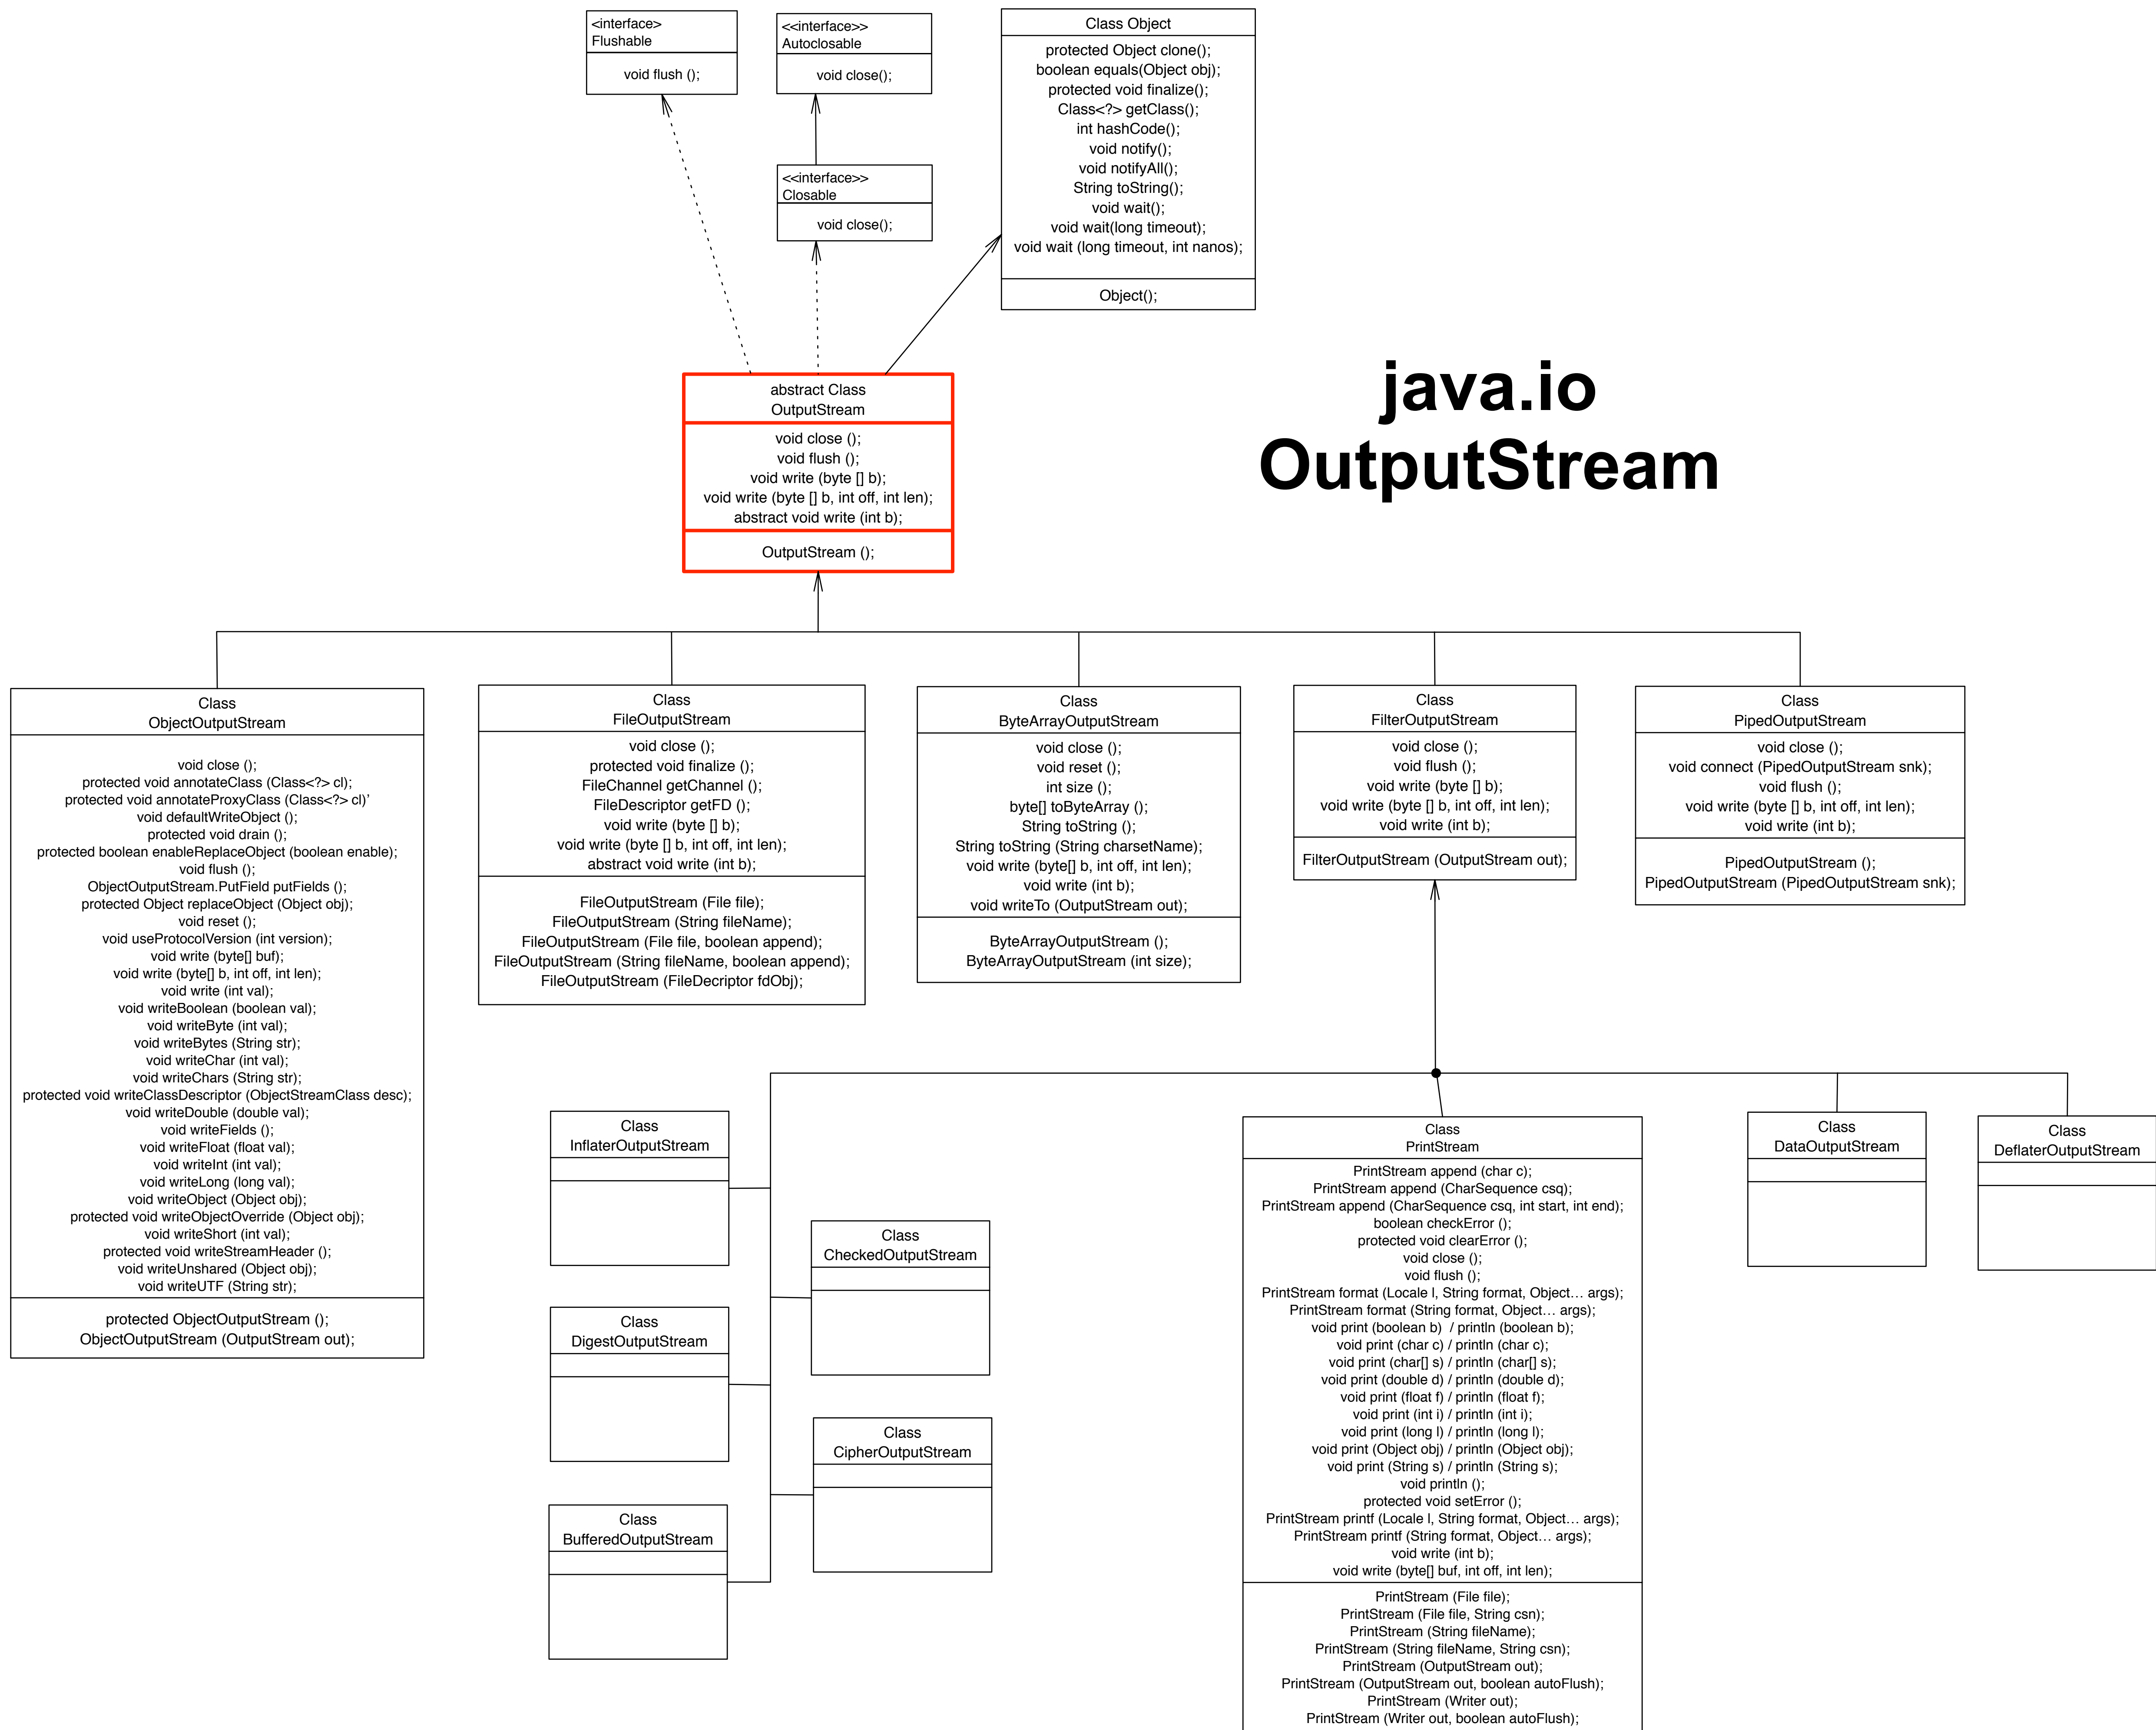 <interface>
Flushable
void flush ();
<<interface>>
Autoclosable
void close();
Class Object
protected Object clone();
boolean equals(Object obj);
protected void finalize();
Class<?> getClass();
int hashCode();
void notify();
void notifyAll();
String toString();
void wait();
void wait(long timeout);
void wait (long timeout, int nanos);
Object();
<<interface>>
Closable
void close();
java.io
OutputStream
abstract Class
OutputStream
void close ();
void flush ();
void write (byte [] b);
void write (byte [] b, int off, int len);
abstract void write (int b);
OutputStream ();
Class
ObjectOutputStream
void close ();
protected void annotateClass (Class<?> cl);
protected void annotateProxyClass (Class<?> cl)’
void defaultWriteObject ();
protected void drain ();
protected boolean enableReplaceObject (boolean enable);
void flush ();
ObjectOutputStream.PutField putFields ();
protected Object replaceObject (Object obj);
void reset ();
void useProtocolVersion (int version);
void write (byte[] buf);
void write (byte[] b, int off, int len);
void write (int val);
void writeBoolean (boolean val);
void writeByte (int val);
void writeBytes (String str);
void writeChar (int val);
void writeChars (String str);
protected void writeClassDescriptor (ObjectStreamClass desc);
void writeDouble (double val);
void writeFields ();
void writeFloat (float val);
void writeInt (int val);
void writeLong (long val);
void writeObject (Object obj);
protected void writeObjectOverride (Object obj);
void writeShort (int val);
protected void writeStreamHeader ();
void writeUnshared (Object obj);
void writeUTF (String str);
protected ObjectOutputStream ();
ObjectOutputStream (OutputStream out);
Class
FileOutputStream
void close ();
protected void finalize ();
FileChannel getChannel ();
FileDescriptor getFD ();
void write (byte [] b);
void write (byte [] b, int off, int len);
abstract void write (int b);
FileOutputStream (File file);
FileOutputStream (String fileName);
FileOutputStream (File file, boolean append);
FileOutputStream (String fileName, boolean append);
FileOutputStream (FileDecriptor fdObj);
Class
ByteArrayOutputStream
void close ();
void reset ();
int size ();
byte[] toByteArray ();
String toString ();
String toString (String charsetName);
void write (byte[] b, int off, int len);
void write (int b);
void writeTo (OutputStream out);
ByteArrayOutputStream ();
ByteArrayOutputStream (int size);
Class
FilterOutputStream
void close ();
void flush ();
void write (byte [] b);
void write (byte [] b, int off, int len);
void write (int b);
FilterOutputStream (OutputStream out);
Class
PipedOutputStream
void close ();
void connect (PipedOutputStream snk);
void flush ();
void write (byte [] b, int off, int len);
void write (int b);
PipedOutputStream ();
PipedOutputStream (PipedOutputStream snk);
Class
InflaterOutputStream
Class
CheckedOutputStream
Class
DigestOutputStream
Class
CipherOutputStream
Class
BufferedOutputStream
Class
PrintStream
PrintStream append (char c);
PrintStream append (CharSequence csq);
PrintStream append (CharSequence csq, int start, int end);
boolean checkError ();
protected void clearError ();
void close ();
void flush ();
PrintStream format (Locale l, String format, Object… args);
PrintStream format (String format, Object… args);
void print (boolean b)  / println (boolean b);
void print (char c) / println (char c);
void print (char[] s) / println (char[] s);
void print (double d) / println (double d);
void print (float f) / println (float f);
void print (int i) / println (int i);
void print (long l) / println (long l);
void print (Object obj) / println (Object obj);
void print (String s) / println (String s);
void println ();
protected void setError ();
PrintStream printf (Locale l, String format, Object… args);
PrintStream printf (String format, Object… args);
void write (int b);
void write (byte[] buf, int off, int len);
PrintStream (File file);
PrintStream (File file, String csn);
PrintStream (String fileName);
PrintStream (String fileName, String csn);
PrintStream (OutputStream out);
PrintStream (OutputStream out, boolean autoFlush);
PrintStream (Writer out);
PrintStream (Writer out, boolean autoFlush);
Class
DataOutputStream
Class
DeflaterOutputStream